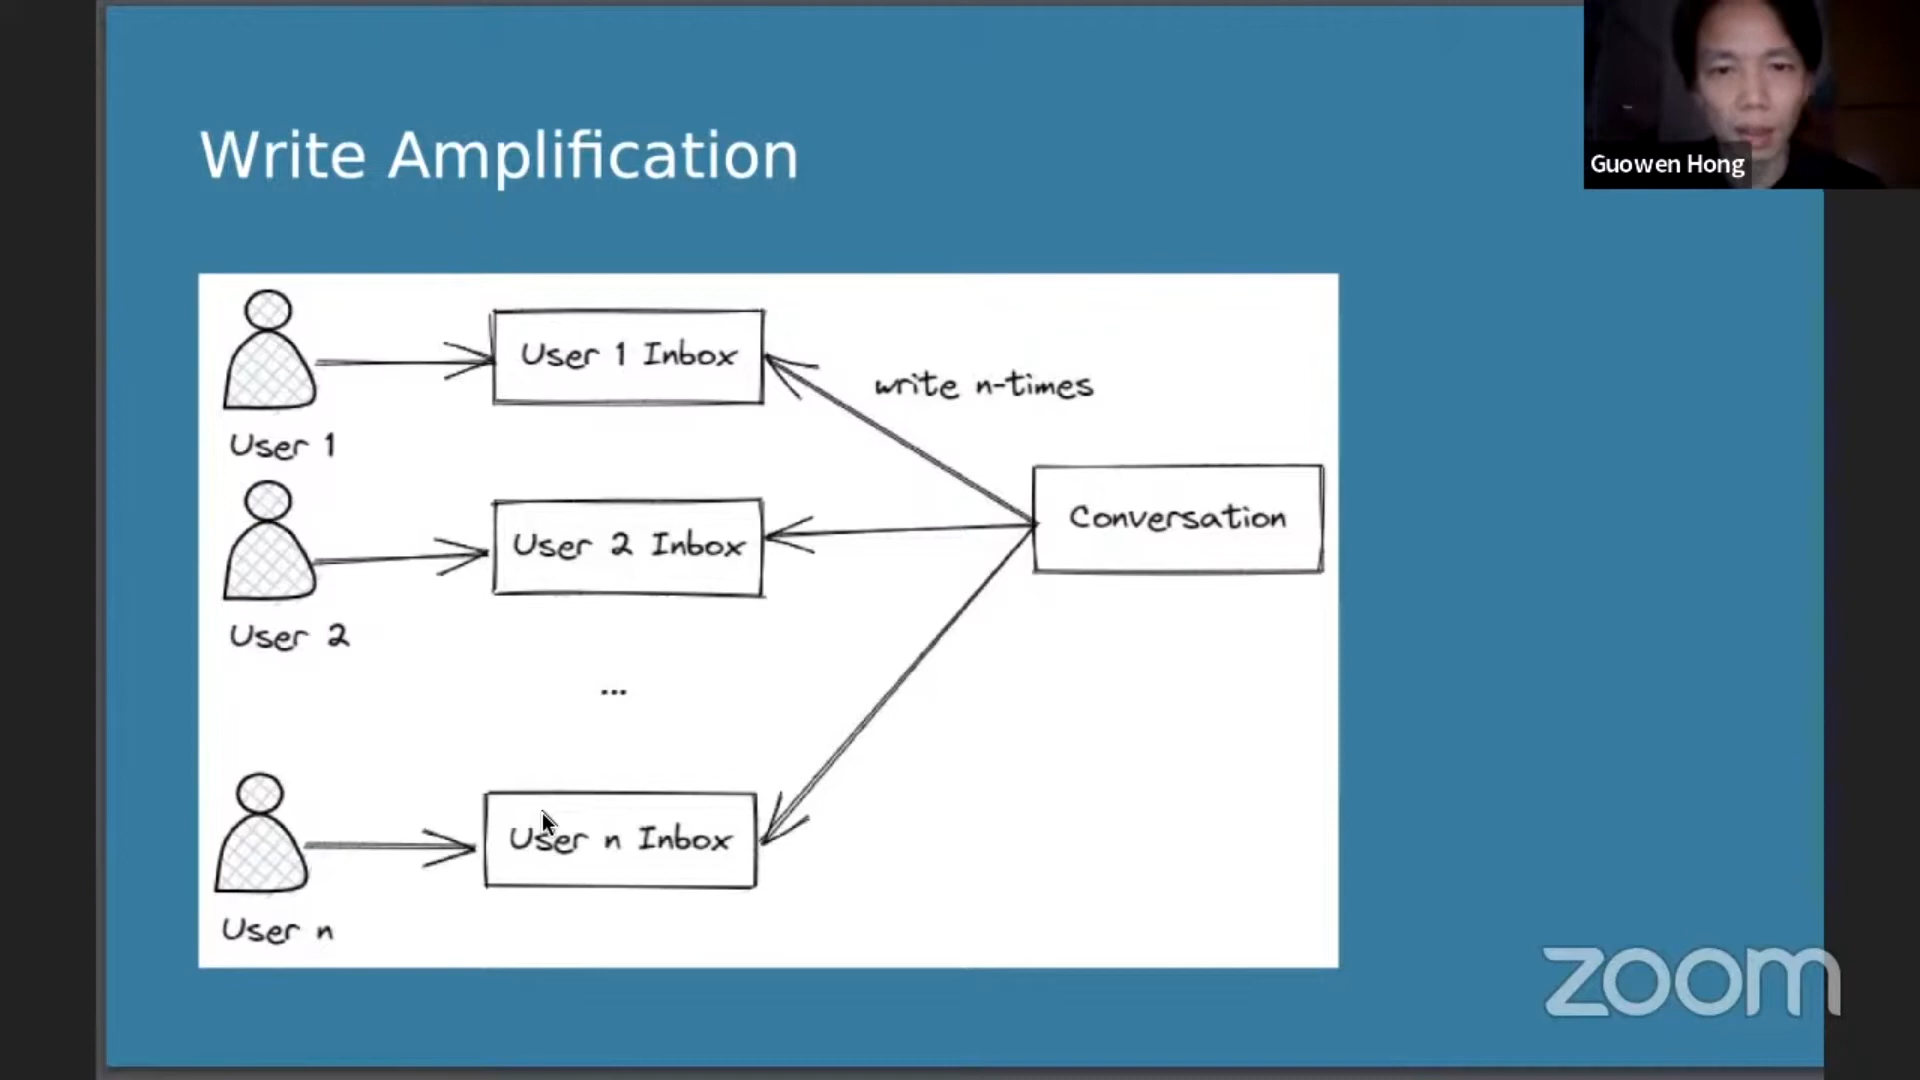 Write Amplification
Guowen Hong
User 1 Inbox
write n-times
User 1
Conversation
User 2 Inbox
User 2
...
User n Inbox
User n
zoom